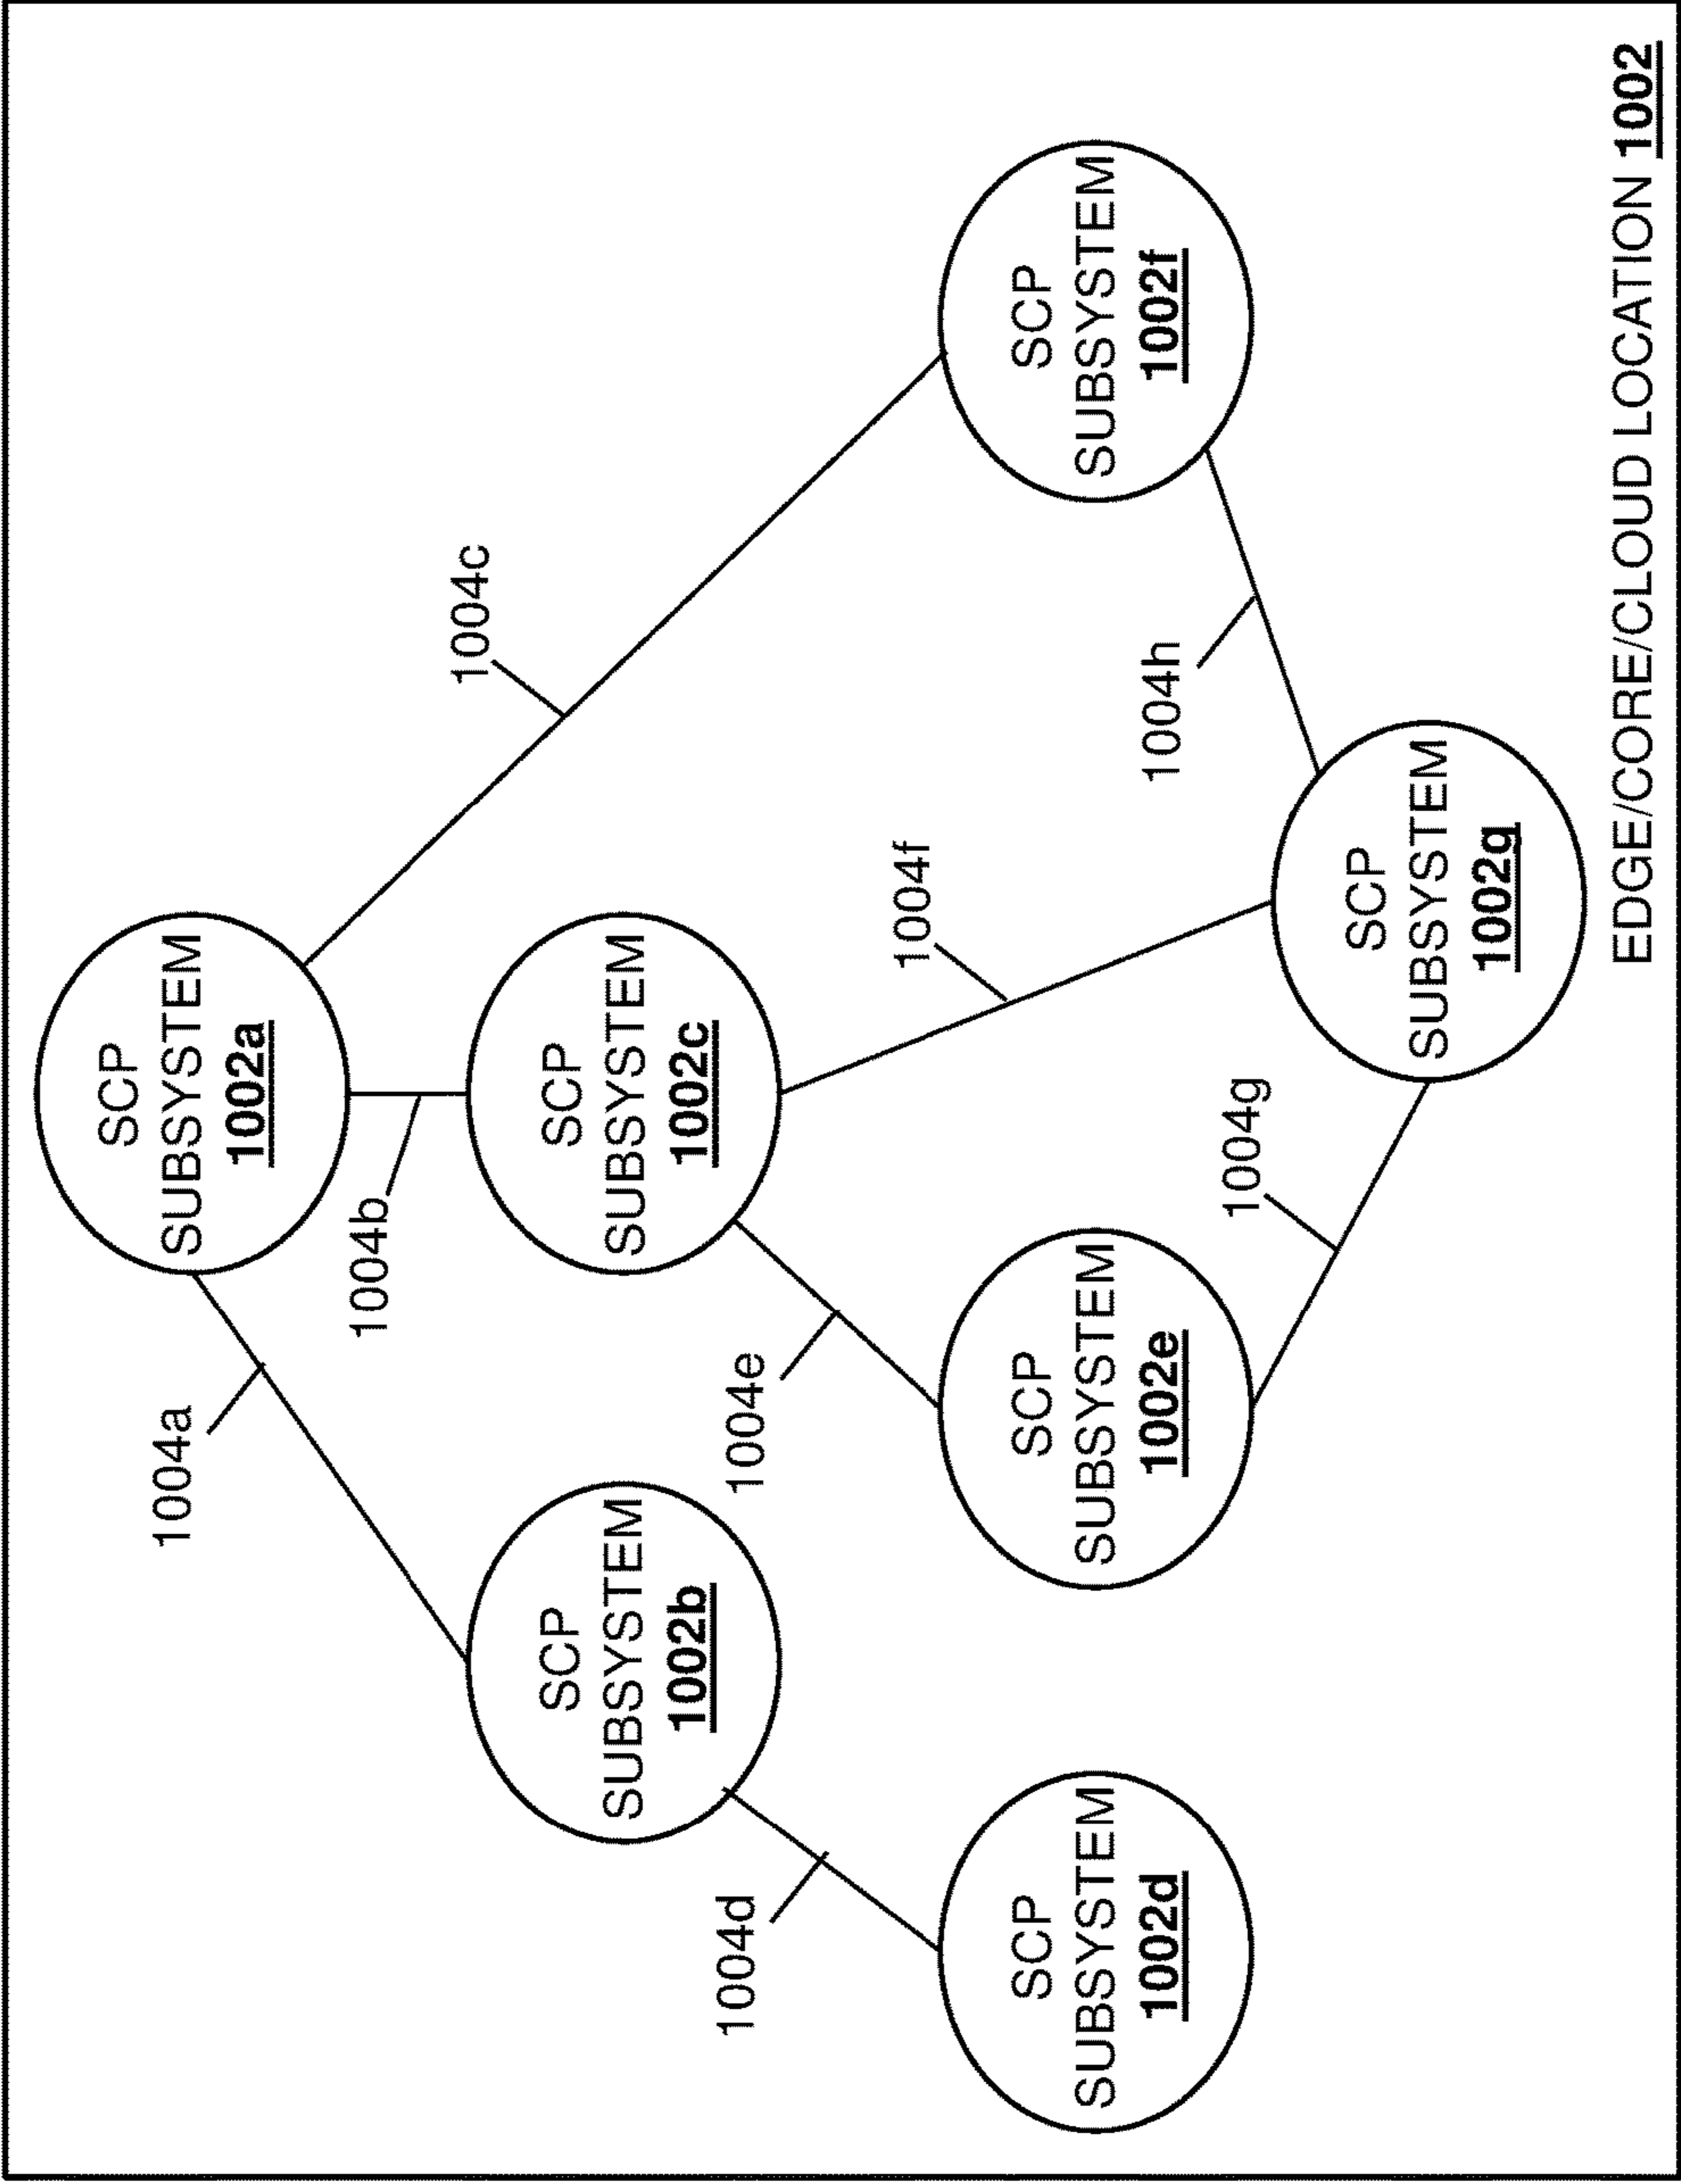 SCP
SUBSYSTEM
1002a
1004a
1004b
1004c
SCP
SUBSYSTEM
1002b
SCP
SUBSYSTEM
1002c
1004d
1004e
1004f
SCP
SUBSYSTEM
1002d
SCP
SUBSYSTEM
1002e
SCP
SUBSYSTEM
1002f
1004g
1004h
SCP
SUBSYSTEM
1002g
EDGE/CORE/CLOUD LOCATION 1002